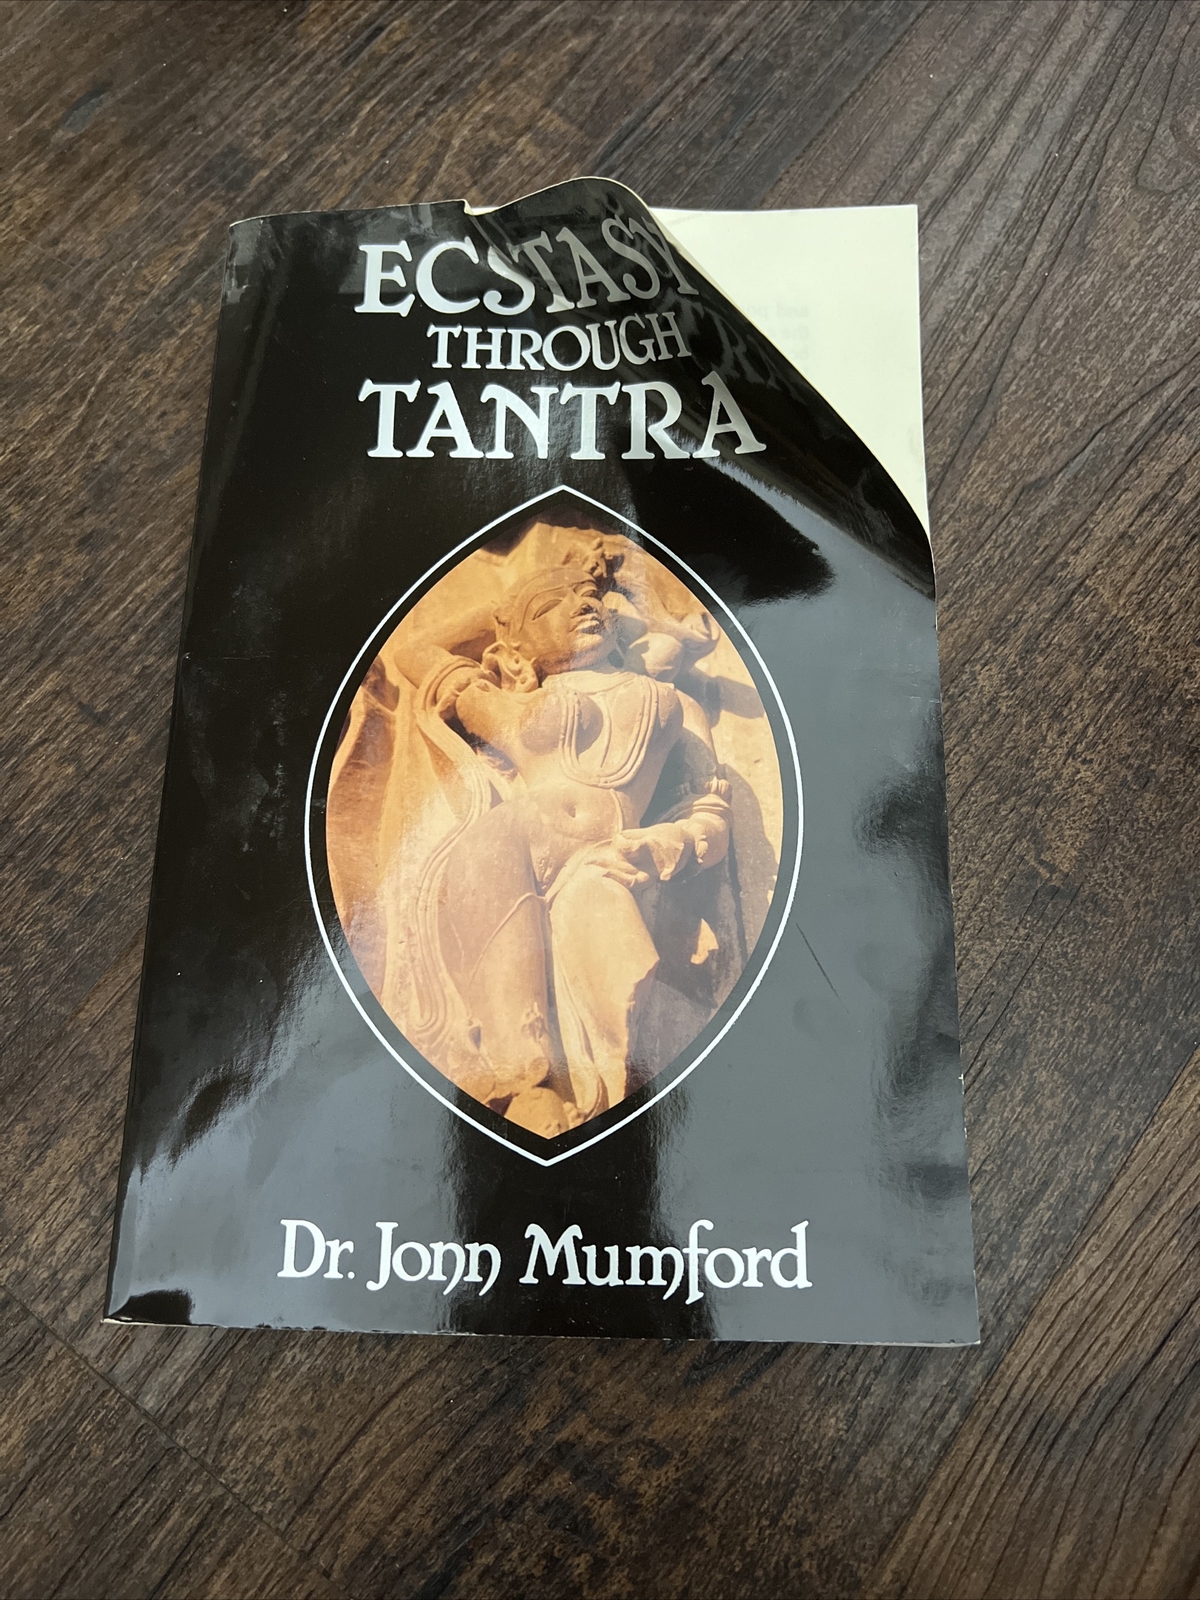 ECSTASY
THROUGH
TANTRA
Dr. Jonn Mumford